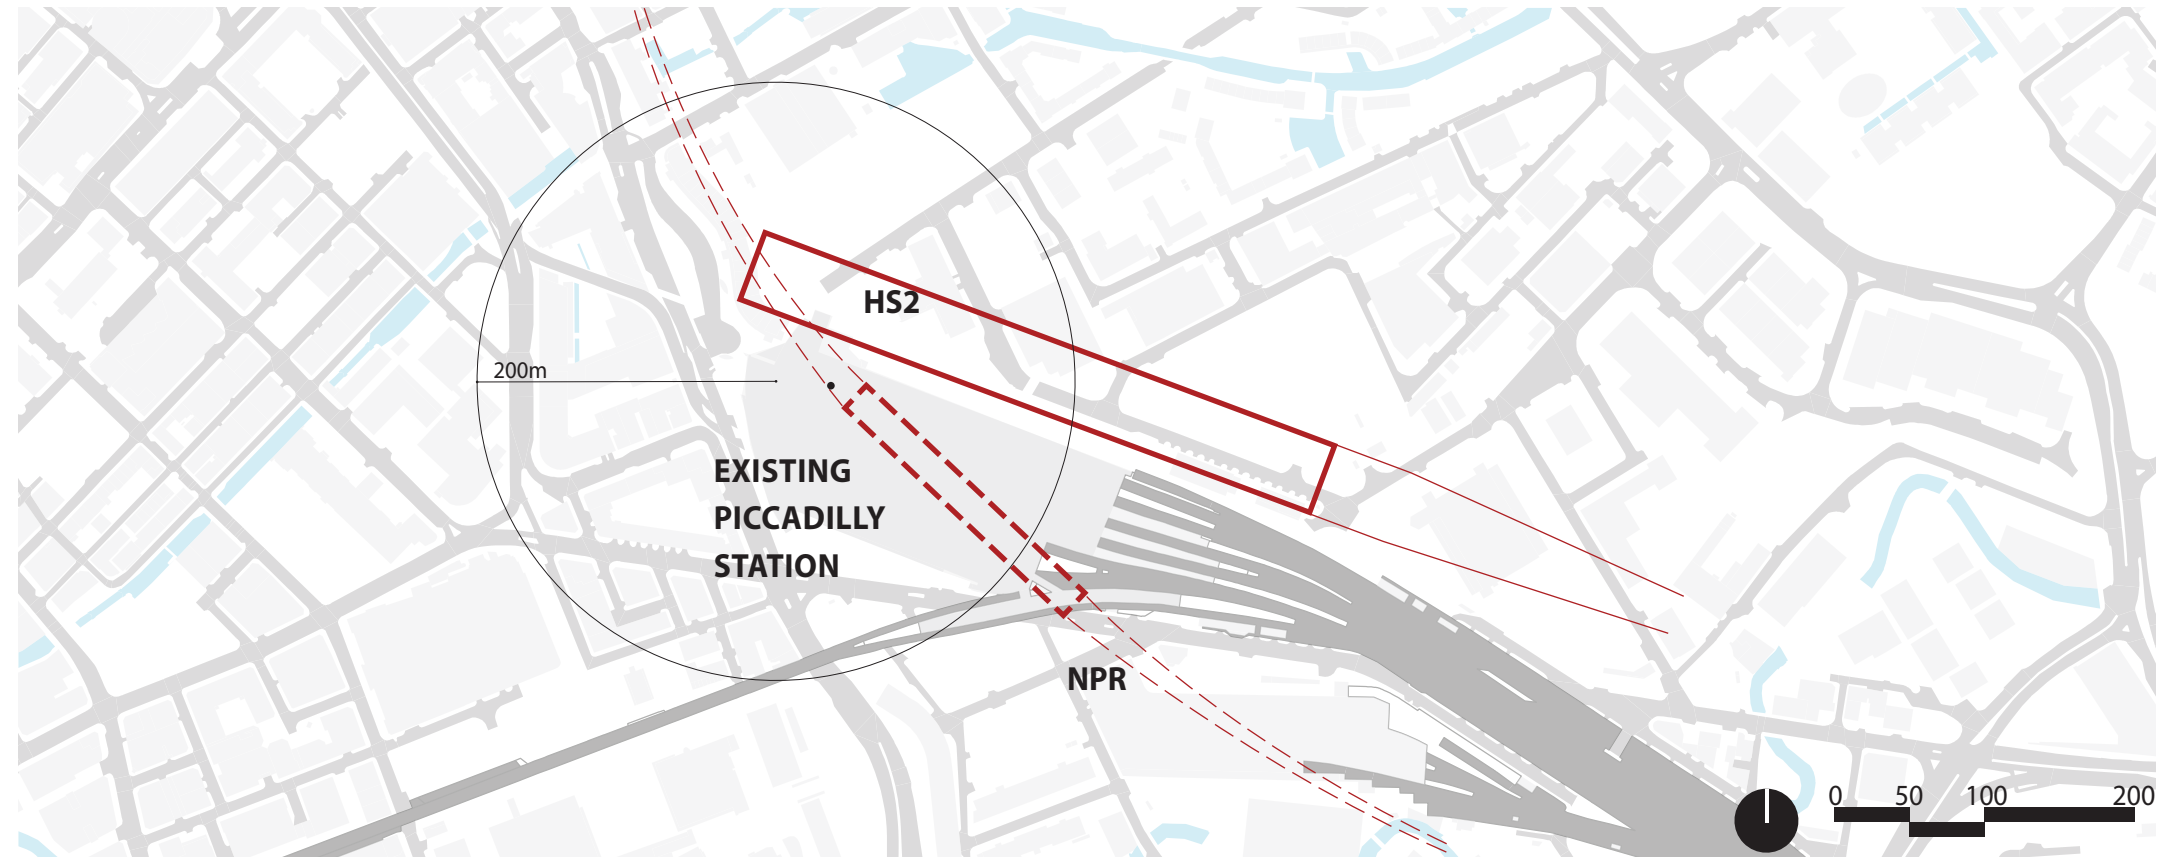 HS2
200m
EXISTING
PICCADILLY
STATION
NPR
0 50 100 200